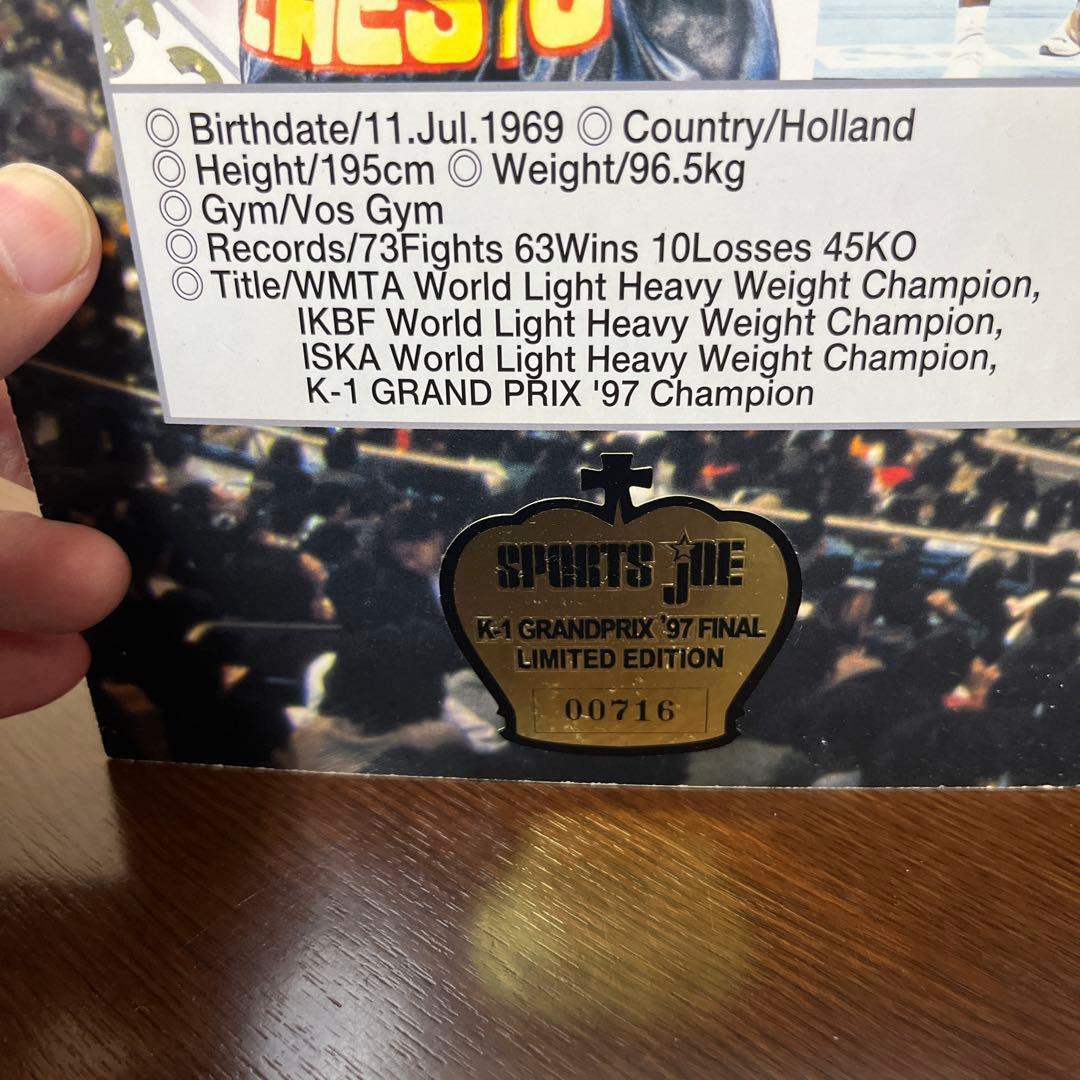 ERNESTO
◎ Birthdate/11.Jul.1969 ◎ Country/Holland
◎ Height/195cm ◎ Weight/96.5kg
◎ Gym/Vos Gym
◎ Records/73Fights 63Wins 10Losses 45KO
◎ Title/WMTA World Light Heavy Weight Champion,
IKBF World Light Heavy Weight Champion,
ISKA World Light Heavy Weight Champion,
K-1 GRAND PRIX '97 Champion
SPORTS JOE
K-1 GRANDPRIX '97 FINAL
LIMITED EDITION
00716